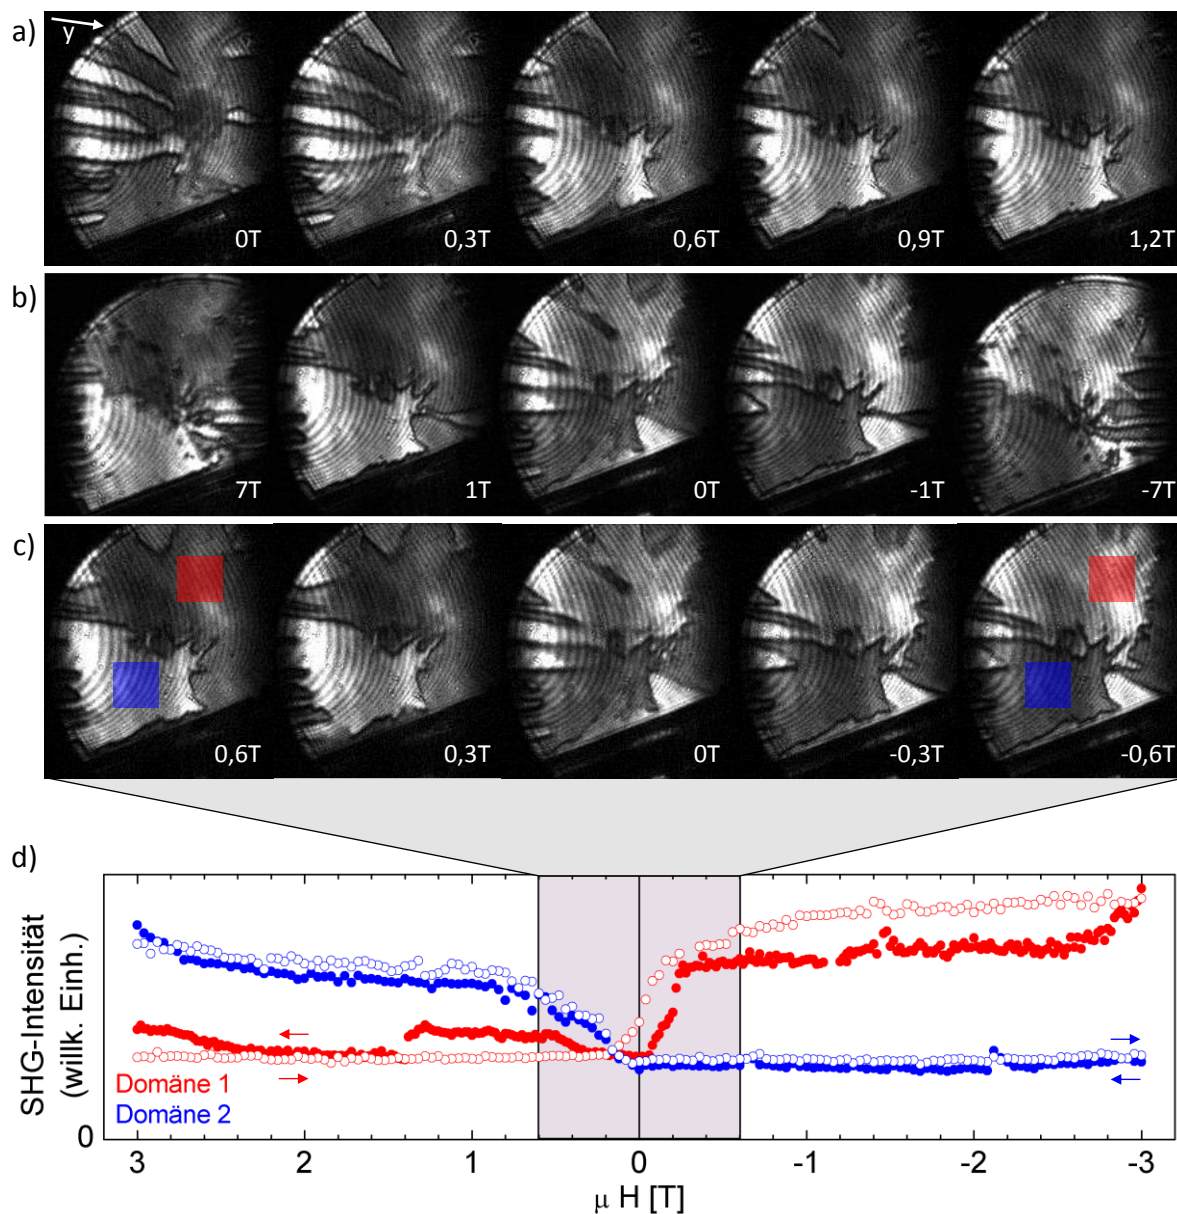 a)
y
0T
0,3T
0,6T
0,9T
1,2T
b)
7T
1T
0T
-1T
-7T
c)
0,6T
0,3T
0T
-0,3T
-0,6T
d)
SHG-Intensität
(willk. Einh.)
0
Domäne 1
Domäne 2
3 2 1 0 -1 -2 -3
μ H [T]